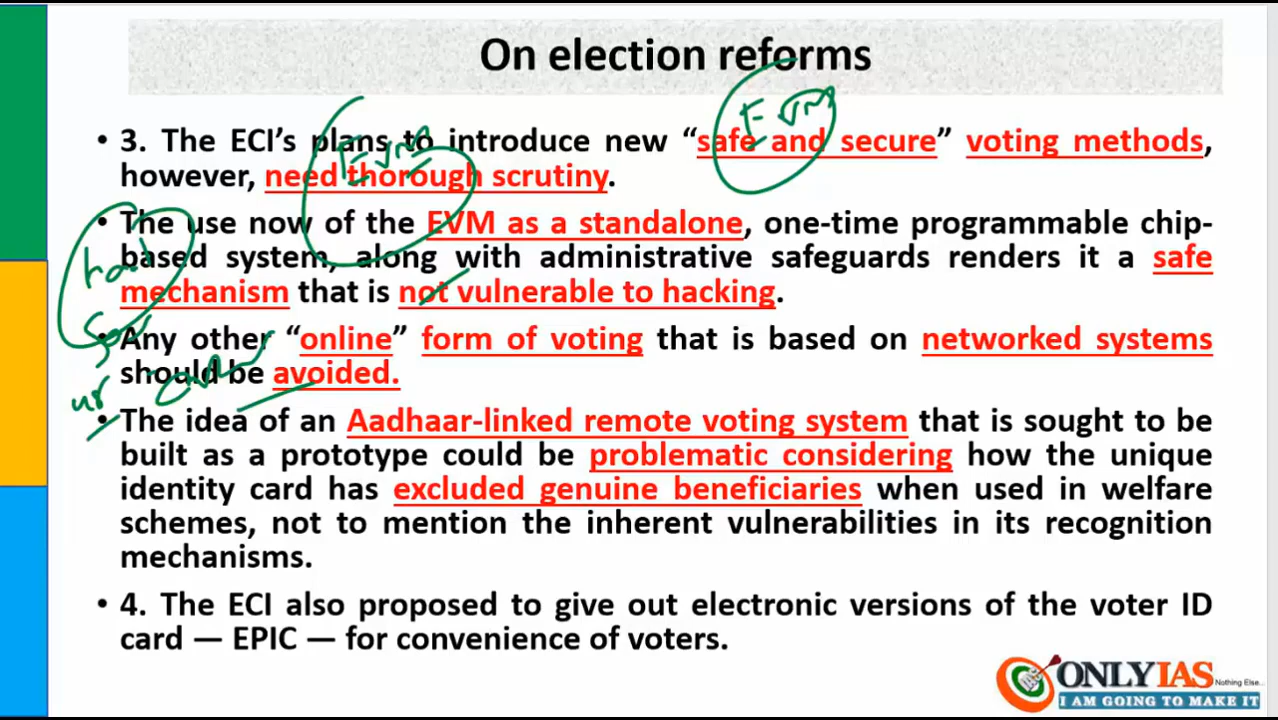 On election reforms
• 3. The ECI's plans to introduce new “safe and secure” voting methods,
however, need thorough scrutiny.
• The use now of the EVM as a standalone, one-time programmable chip-
based system, along with administrative safeguards renders it a safe
mechanism that is not vulnerable to hacking.
• Any other “online” form of voting that is based on networked systems
should be avoided.
• The idea of an Aadhaar-linked remote voting system that is sought to be
built as a prototype could be problematic considering how the unique
identity card has excluded genuine beneficiaries when used in welfare
schemes, not to mention the inherent vulnerabilities in its recognition
mechanisms.
• 4. The ECI also proposed to give out electronic versions of the voter ID
card — EPIC — for convenience of voters.
EVM
EVM
ONLYIAS Nothing Else...
I AM GOING TO MAKE IT